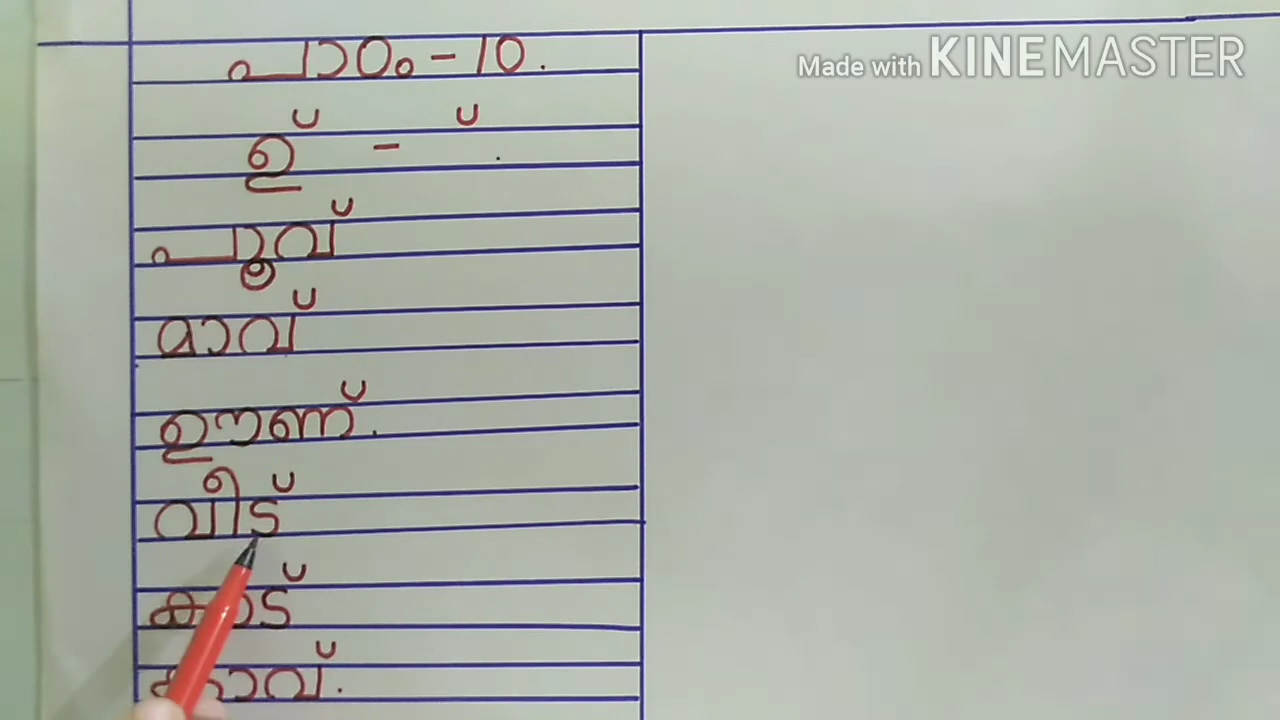 Made with KINEMASTER
പാഠം - 10.
ഉ് - ് .
പൂവ്
മാവ്
ഊണ്.
വീട്
കാട്
കാവ്.